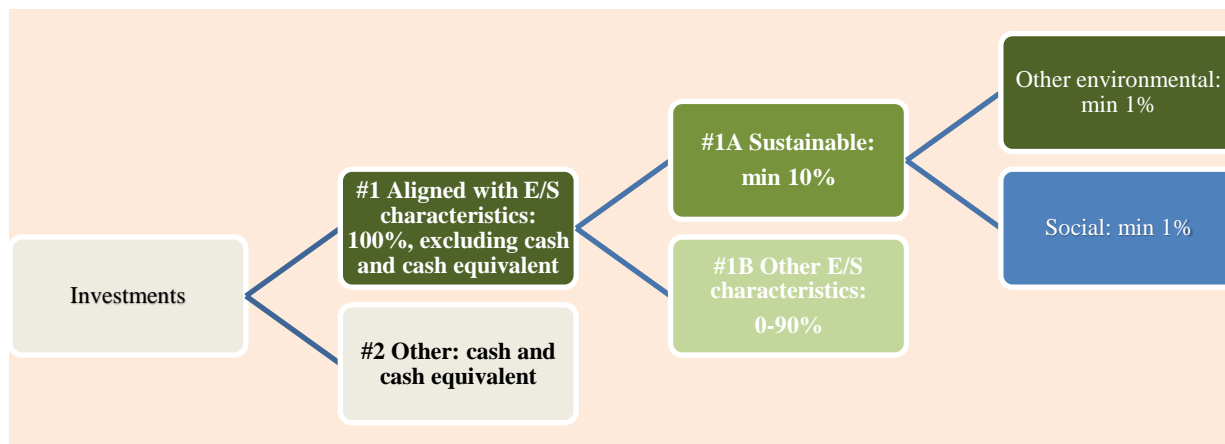 Investments
#1 Aligned with E/S
characteristics:
100%, excluding cash
and cash equivalent
#2 Other: cash and
cash equivalent
#1A Sustainable:
min 10%
#1B Other E/S
characteristics:
0-90%
Other environmental:
min 1%
Social: min 1%